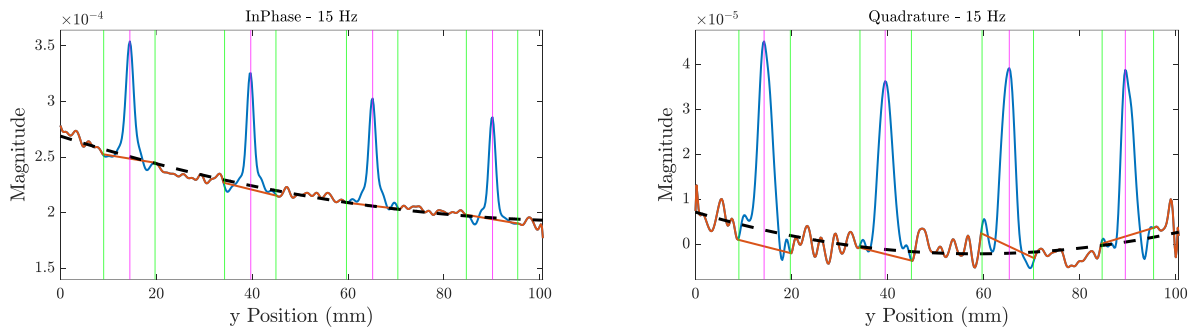 InPhase - 15 Hz
×10⁻⁴
3.5
3
2.5
2
1.5
Magnitude
0 20 40 60 80 100
y Position (mm)
Quadrature - 15 Hz
×10⁻⁵
4
3
2
1
0
Magnitude
0 20 40 60 80 100
y Position (mm)